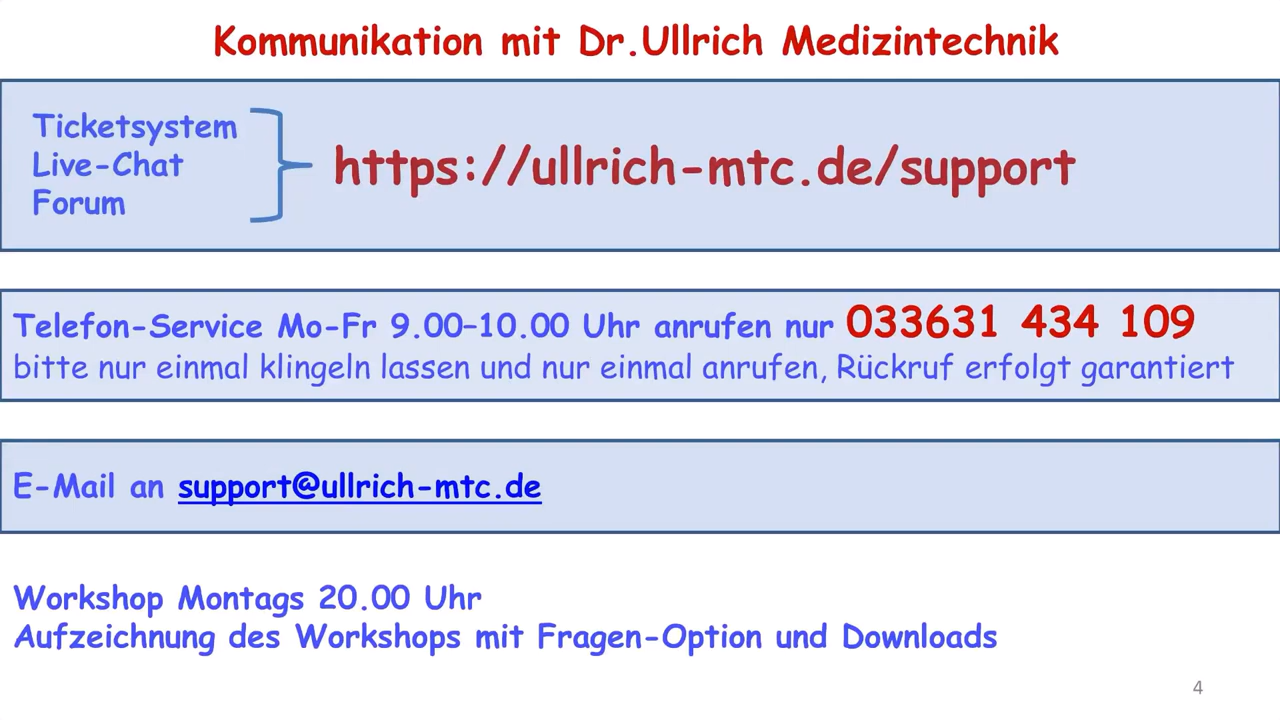 Kommunikation mit Dr.Ullrich Medizintechnik
Ticketsystem
Live-Chat
Forum
https://ullrich-mtc.de/support
Telefon-Service Mo-Fr 9.00–10.00 Uhr anrufen nur 033631 434 109
bitte nur einmal klingeln lassen und nur einmal anrufen, Rückruf erfolgt garantiert
E-Mail an support@ullrich-mtc.de
Workshop Montags 20.00 Uhr
Aufzeichnung des Workshops mit Fragen-Option und Downloads
4